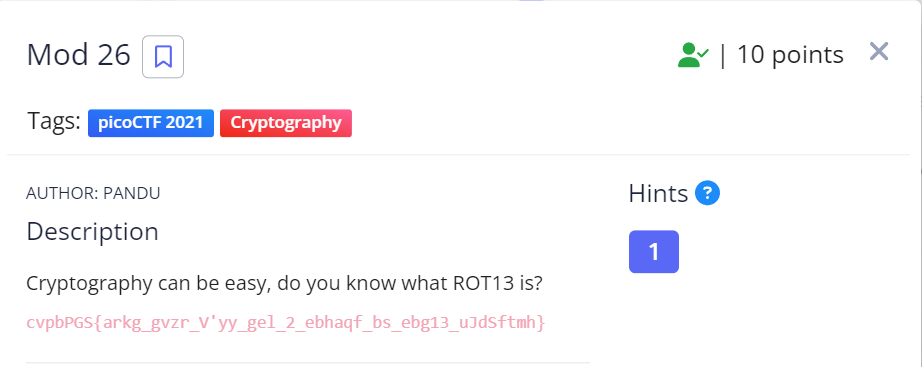 Mod 26
| 10 points
Tags: picoCTF 2021 Cryptography
AUTHOR: PANDU
Description
Cryptography can be easy, do you know what ROT13 is?
cvpbPGS{arkg_gvzr_V'yy_gel_2_ebhaqf_bs_ebg13_uJdSftmh}
Hints ?
1